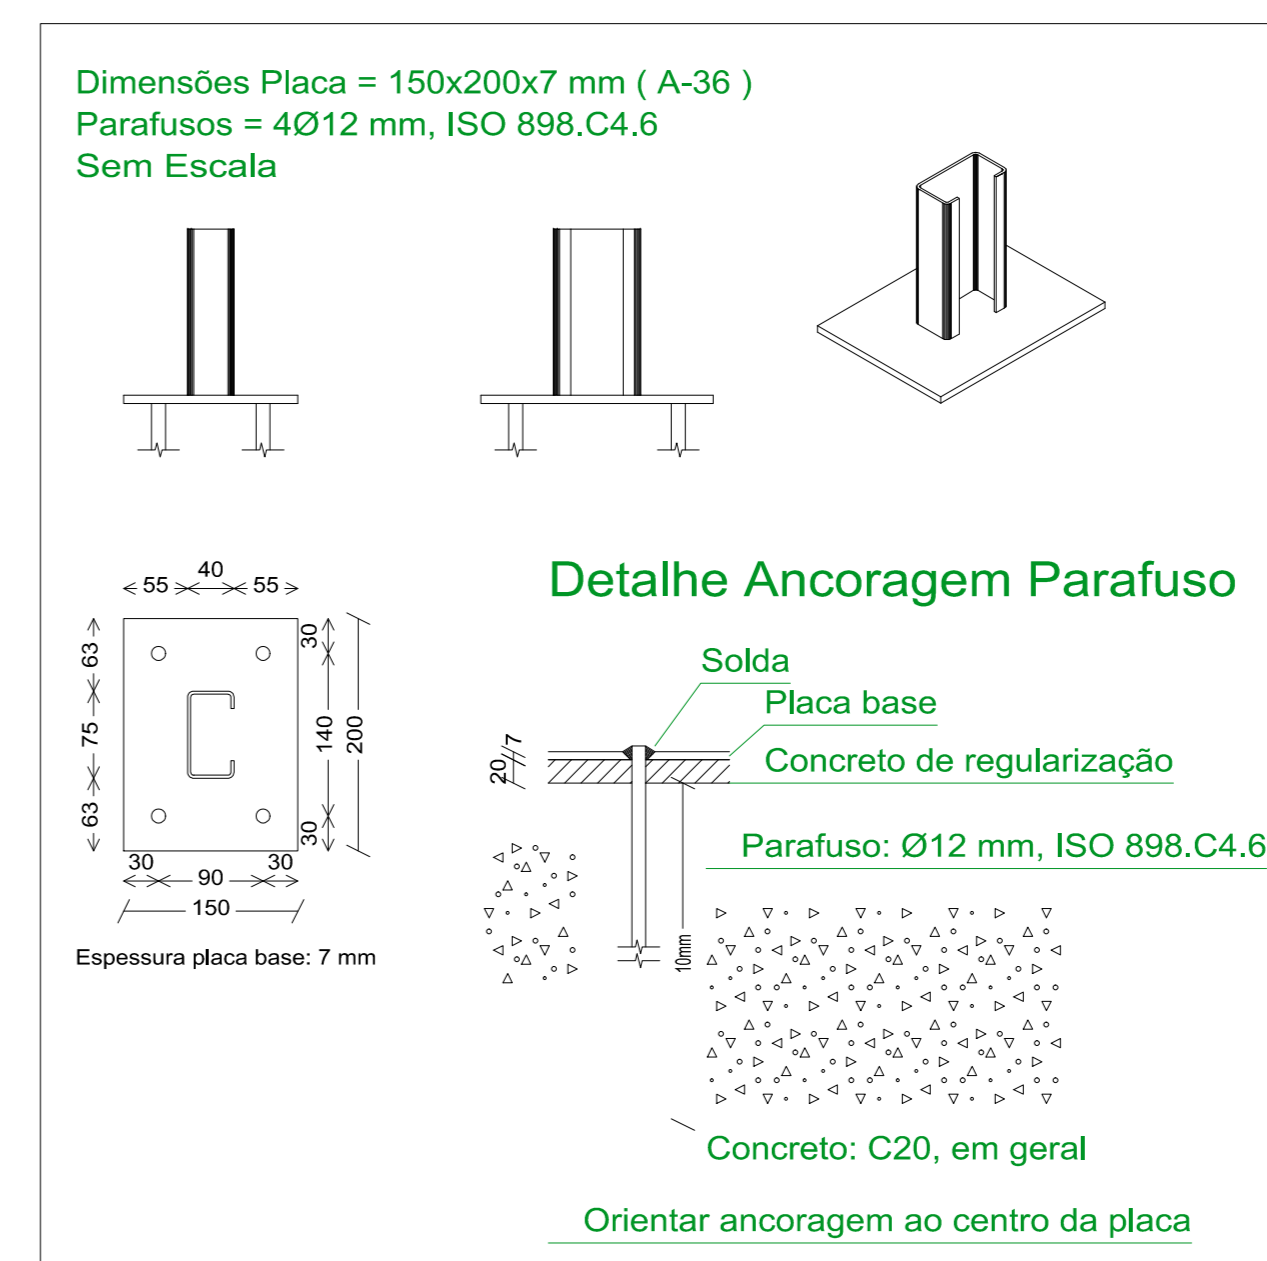 Dimensões Placa = 150x200x7 mm ( A-36 )
Parafusos = 4Ø12 mm, ISO 898.C4.6
Sem Escala
40
55 55
63
75
63
30
140
30
200
30 90 30
150
Espessura placa base: 7 mm
Detalhe Ancoragem Parafuso
Solda
Placa base
Concreto de regularização
7
20
Parafuso: Ø12 mm, ISO 898.C4.6
10mm
Concreto: C20, em geral
Orientar ancoragem ao centro da placa